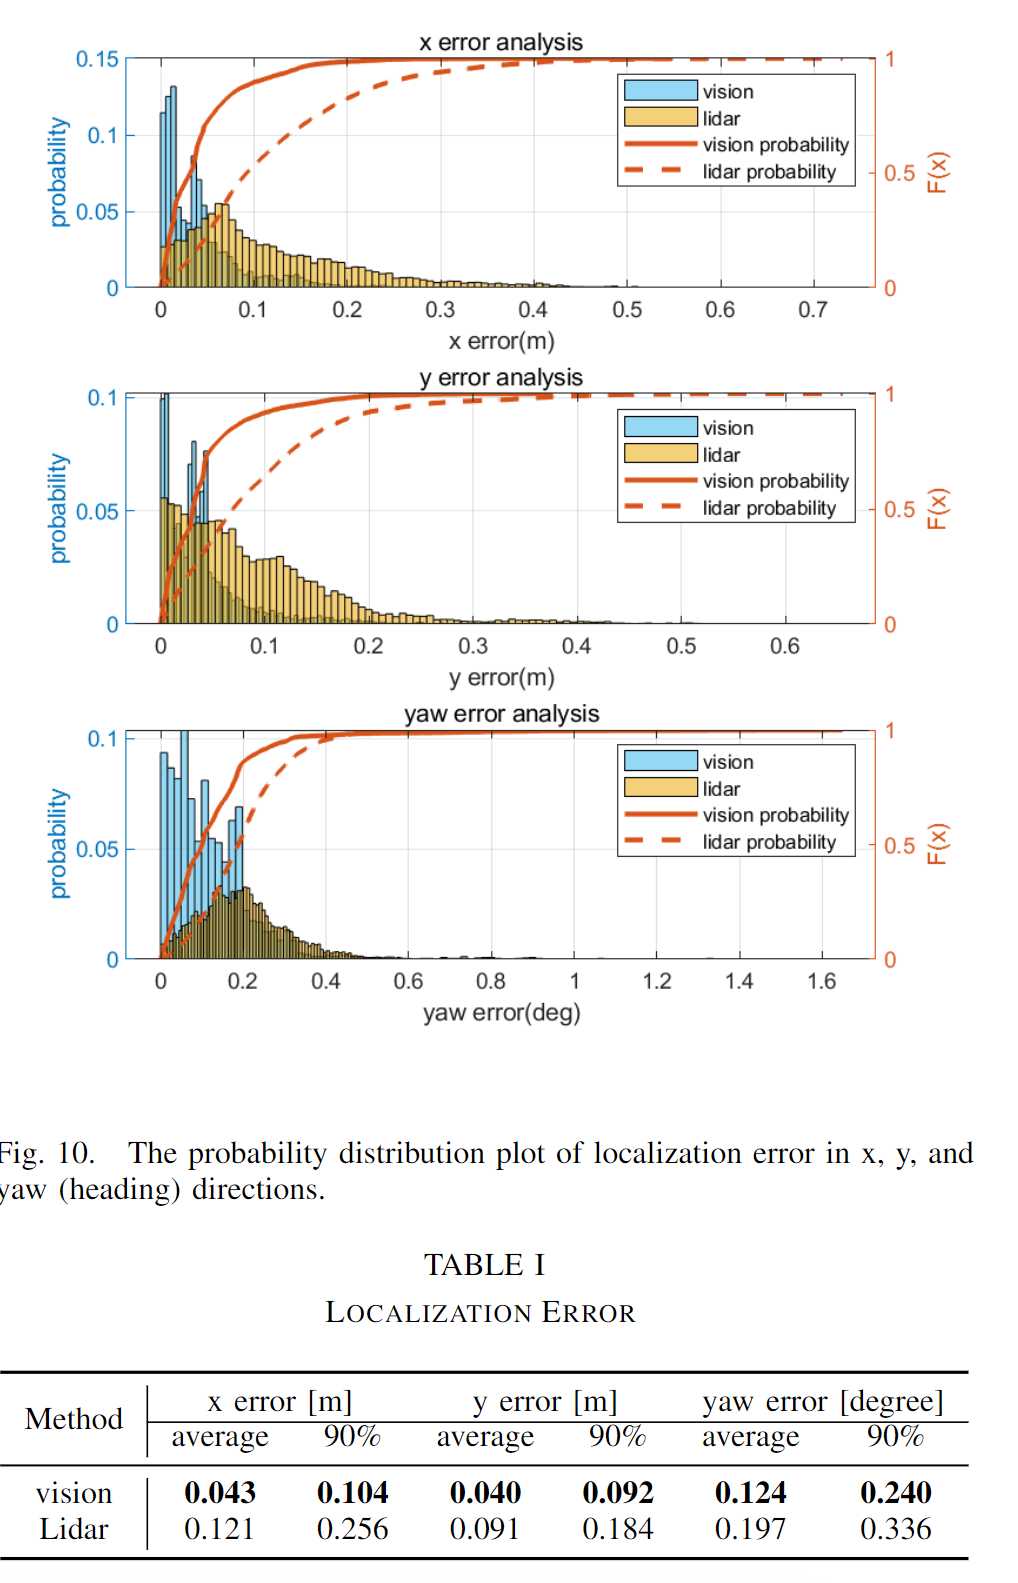 x error analysis
0.15
0.1
0.05
0
probability
1
0.5
0
F(x)
vision
lidar
vision probability
lidar probability
0 0.1 0.2 0.3 0.4 0.5 0.6 0.7
x error(m)
y error analysis
0.1
0.05
0
probability
1
0.5
0
F(x)
vision
lidar
vision probability
lidar probability
0 0.1 0.2 0.3 0.4 0.5 0.6
y error(m)
yaw error analysis
0.1
0.05
0
probability
1
0.5
0
F(x)
vision
lidar
vision probability
lidar probability
0 0.2 0.4 0.6 0.8 1 1.2 1.4 1.6
yaw error(deg)
Fig. 10. The probability distribution plot of localization error in x, y, and
yaw (heading) directions.
TABLE I
LOCALIZATION ERROR
Method x error [m] y error [m] yaw error [degree]
average 90% average 90% average 90%
vision 0.043 0.104 0.040 0.092 0.124 0.240
Lidar 0.121 0.256 0.091 0.184 0.197 0.336